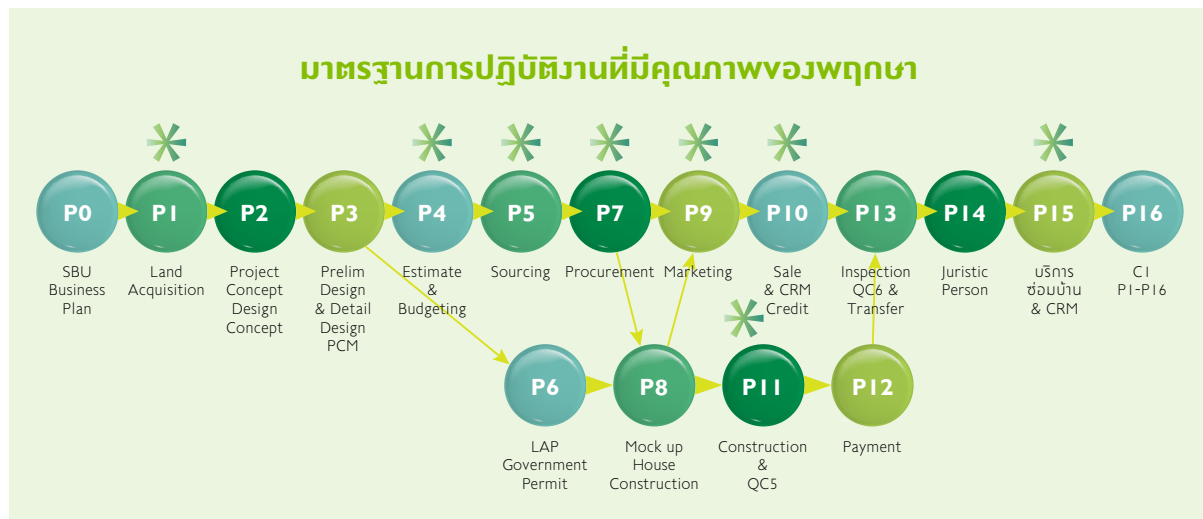 มาตรฐานการปฏิบัติงานที่มีคุณภาพของพฤกษา
P0
P1
P2
P3
P4
P5
P7
P9
P10
P13
P14
P15
P16
SBU
Business
Plan
Land
Acquisition
Project
Concept
Design
Concept
Prelim
Design
& Detail
Design
PCM
Estimate
&
Budgeting
Sourcing
Procurement
Marketing
Sale
& CRM
Credit
Inspection
QC6 &
Transfer
Juristic
Person
บริการ
ซ่อมบ้าน
& CRM
CI
P1-P16
P6
P8
P11
P12
LAP
Government
Permit
Mock up
House
Construction
Construction
&
QC5
Payment